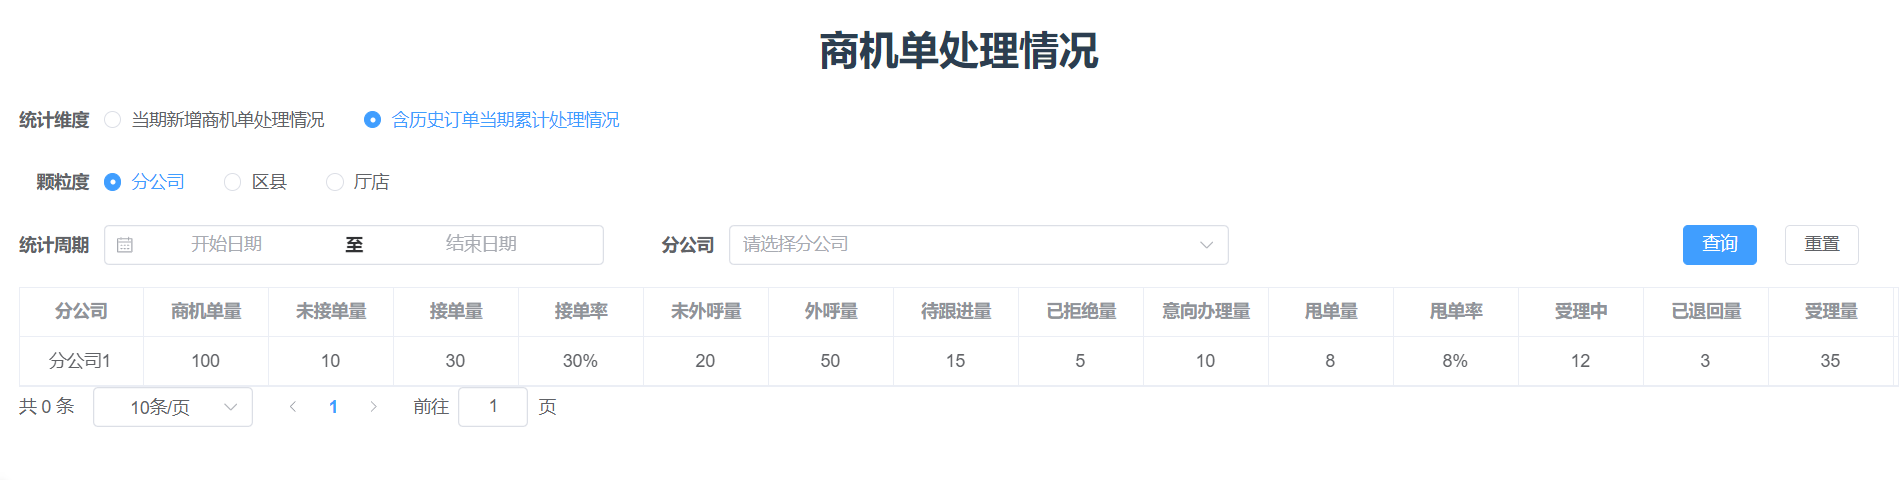 商机单处理情况
统计维度 当期新增商机单处理情况 含历史订单当期累计处理情况
颗粒度 分公司 区县 厅店
统计周期 开始日期 至 结束日期 分公司 请选择分公司 查询 重置
分公司 商机单量 未接单量 接单量 接单率 未外呼量 外呼量 待跟进量 已拒绝量 意向办理量 甩单量 甩单率 受理中 已退回量 受理量
分公司1 100 10 30 30% 20 50 15 5 10 8 8% 12 3 35
共 0 条 10条/页 1 前往 1 页